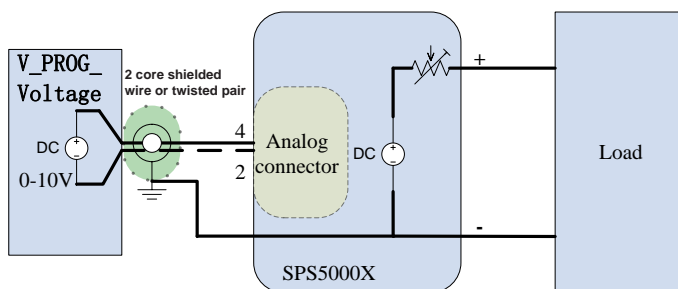 V_PROG_
Voltage
2 core shielded
wire or twisted pair
DC
+
−
0-10V
4
2
Analog
connector
DC
+
−
+
-
SPS5000X
Load